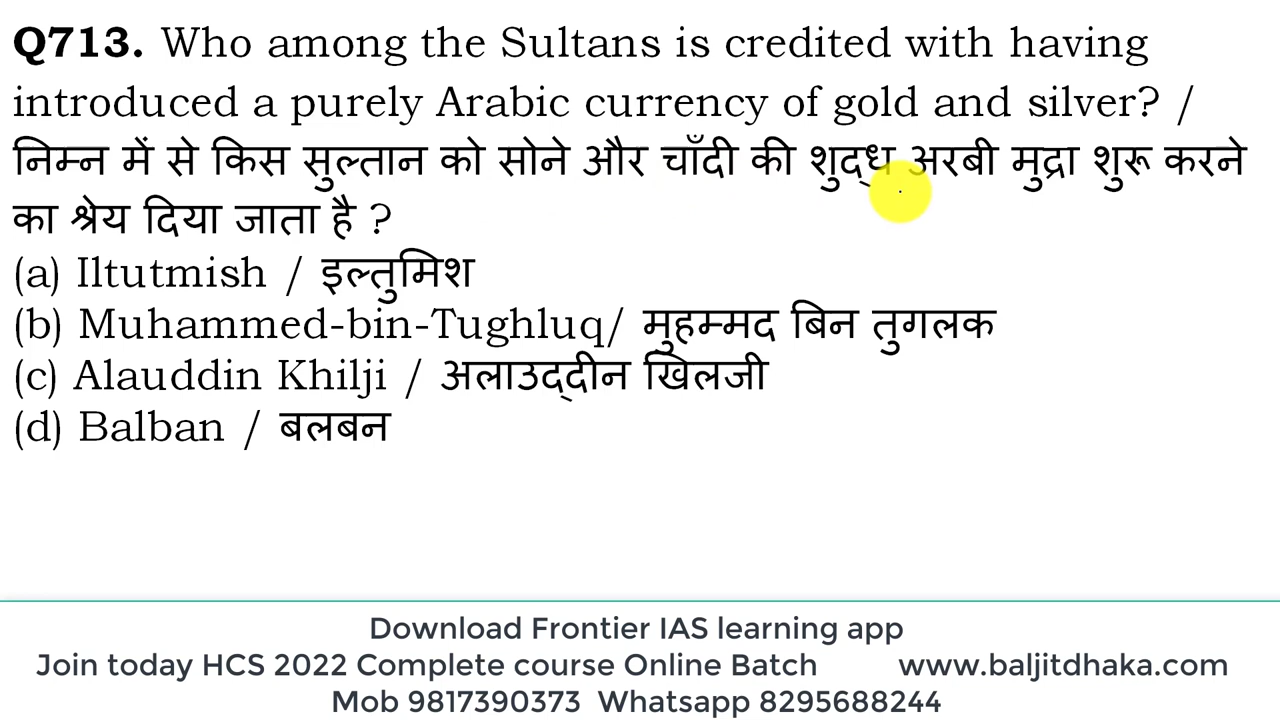 Q713. Who among the Sultans is credited with having
introduced a purely Arabic currency of gold and silver? /
निम्न में से किस सुल्तान को सोने और चाँदी की शुद्ध अरबी मुद्रा शुरू करने
का श्रेय दिया जाता है ?
(a) Iltutmish / इल्तुमिश
(b) Muhammed-bin-Tughluq/ मुहम्मद बिन तुगलक
(c) Alauddin Khilji / अलाउद्दीन खिलजी
(d) Balban / बलबन
Download Frontier IAS learning app
Join today HCS 2022 Complete course Online Batch www.baljitdhaka.com
Mob 9817390373 Whatsapp 8295688244